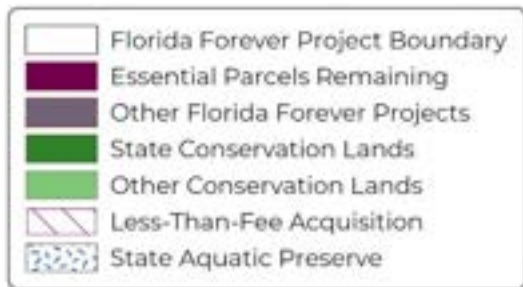 Florida Forever Project Boundary
Essential Parcels Remaining
Other Florida Forever Projects
State Conservation Lands
Other Conservation Lands
Less-Than-Fee Acquisition
State Aquatic Preserve